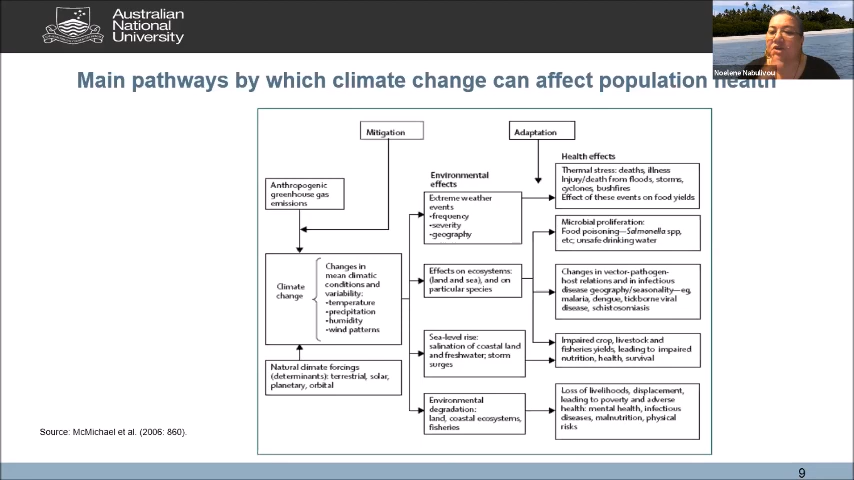 Australian
National
University
Noelene Nabulivou
Main pathways by which climate change can affect population health
Mitigation
Adaptation
Health effects
Environmental
effects
Anthropogenic
greenhouse gas
emissions
Extreme weather
events
•frequency
•severity
•geography
Thermal stress: deaths, illness
Injury/death from floods, storms,
cyclones, bushfires
Effect of these events on food yields
Microbial proliferation:
Food poisoning—Salmonella spp,
etc; unsafe drinking water
Climate
change
Changes in
mean climatic
conditions and
variability:
•temperature
•precipitation
•humidity
•wind patterns
Effects on ecosystems:
(land and sea), and on
particular species
Changes in vector-pathogen-
host relations and in infectious
disease geography/seasonality—eg,
malaria, dengue, tickborne viral
disease, schistosomiasis
Sea-level rise:
salination of coastal land
and freshwater; storm
surges
Impaired crop, livestock and
fisheries yields, leading to impaired
nutrition, health, survival
Natural climate forcings
(determinants): terrestrial, solar,
planetary, orbital
Environmental
degradation:
land, coastal ecosystems,
fisheries
Loss of livelihoods, displacement,
leading to poverty and adverse
health: mental health, infectious
diseases, malnutrition, physical
risks
Source: McMichael et al. (2006: 860).
9